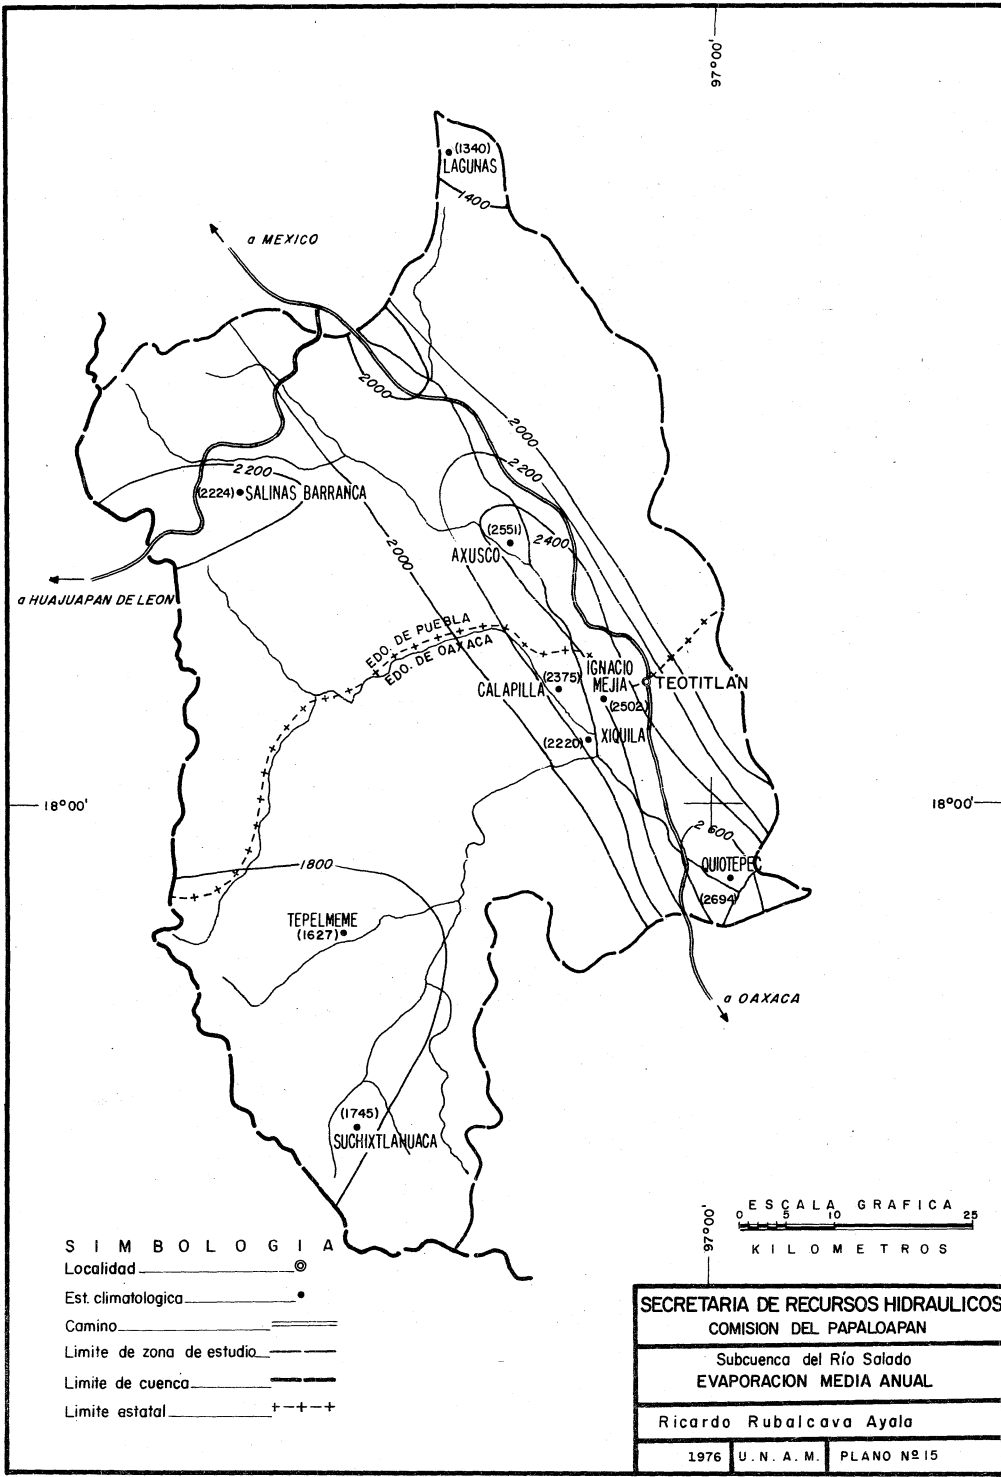 97°00'
(1340)
LAGUNAS
1400
a MEXICO
2000
2000
2200
2 200
(2224) SALINAS BARRANCA
(2551)
AXUSCO
2400
2000
a HUAJUAPAN DE LEON
EDO. DE PUEBLA
EDO. DE OAXACA
IGNACIO
MEJIA
(2375)
CALAPILLA
TEOTITLAN
(2502)
(2220) XIQUILA
18°00'
18°00'
2 600
1800
QUIOTEPEC
(2694)
TEPELMEME
(1627)
a OAXACA
(1745)
SUCHIXTLAHUACA
97°00'
ESCALA GRAFICA
0 5 10 25
KILOMETROS
SIMBOLOGIA
Localidad
Est. climatologica
Camino
Limite de zona de estudio
Limite de cuenca
Limite estatal
SECRETARIA DE RECURSOS HIDRAULICOS
COMISION DEL PAPALOAPAN
Subcuenca del Río Salado
EVAPORACION MEDIA ANUAL
Ricardo Rubalcava Ayala
1976 U.N.A.M. PLANO Nº 15